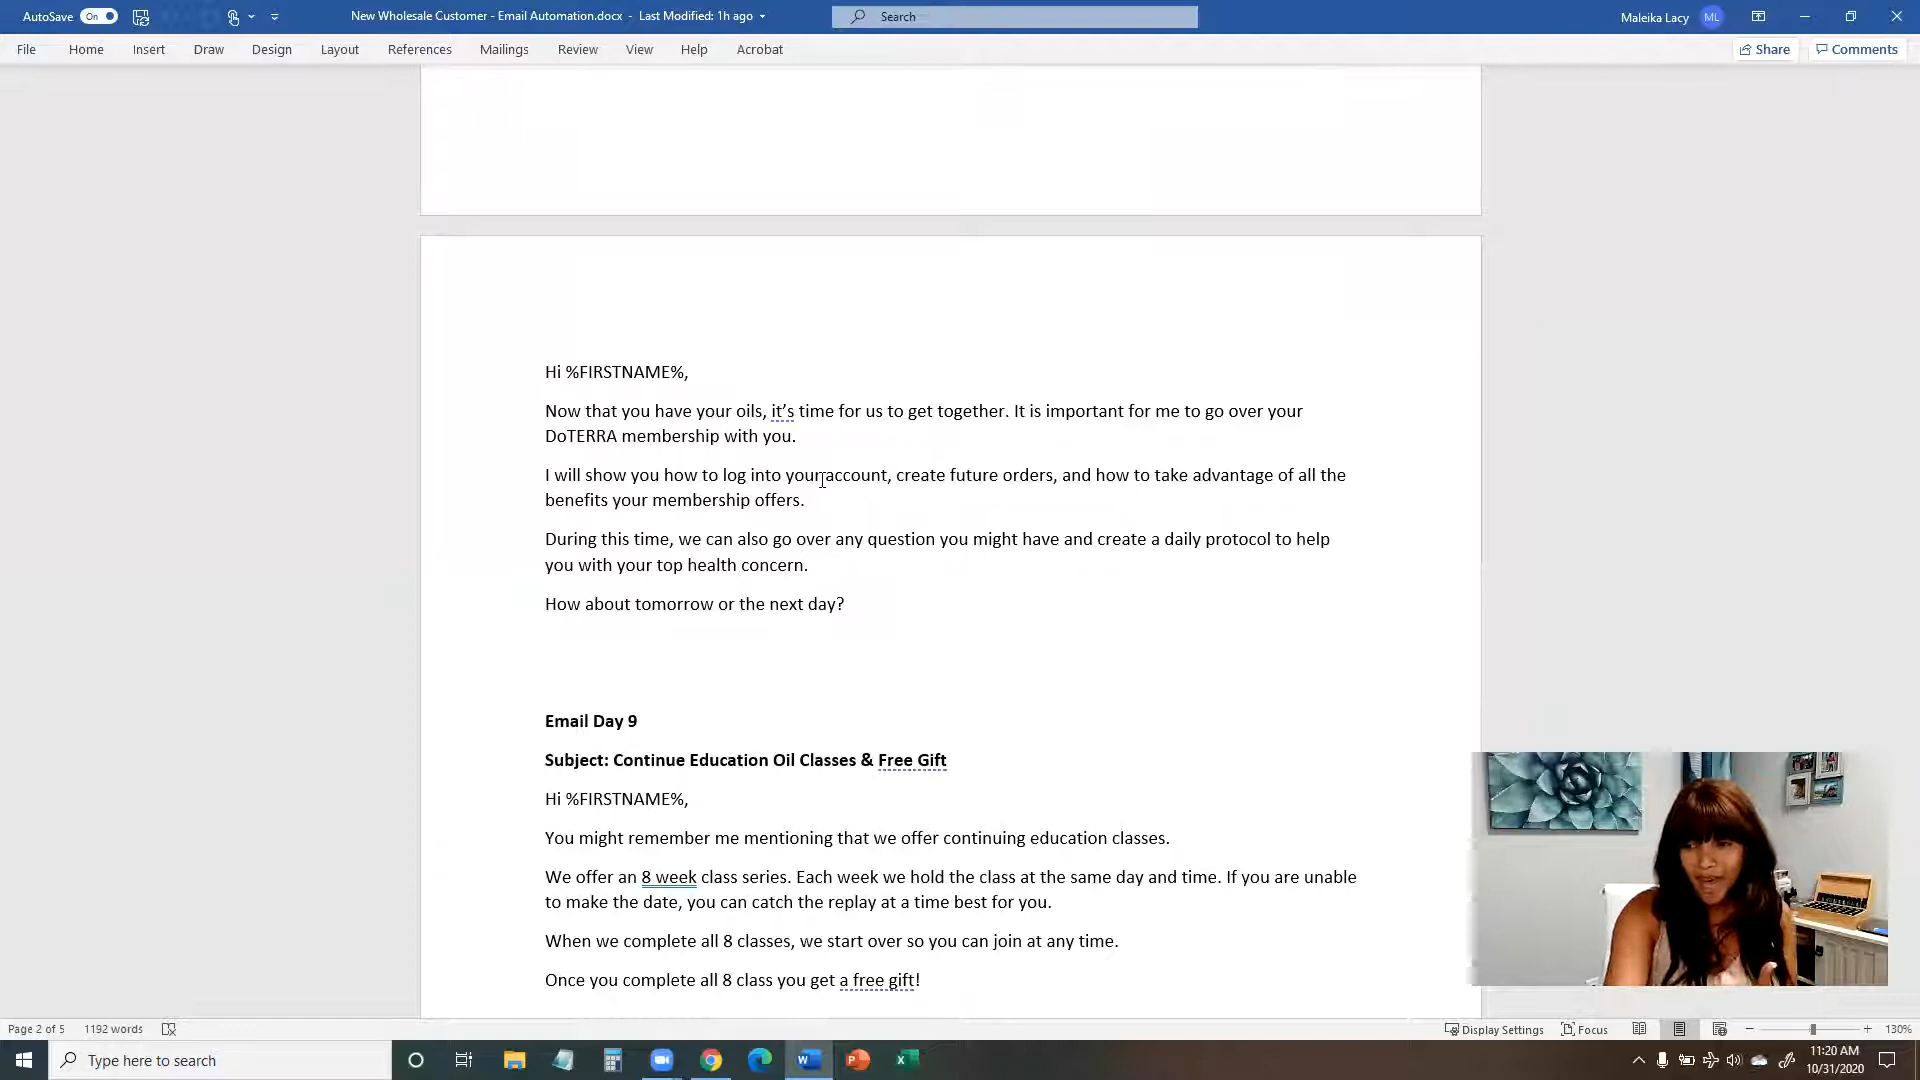 AutoSave On New Wholesale Customer - Email Automation.docx - Last Modified: 1h ago Search Maleika Lacy ML
File Home Insert Draw Design Layout References Mailings Review View Help Acrobat Share Comments
Hi %FIRSTNAME%,
Now that you have your oils, it’s time for us to get together. It is important for me to go over your
DoTERRA membership with you.
I will show you how to log into your account, create future orders, and how to take advantage of all the
benefits your membership offers.
During this time, we can also go over any question you might have and create a daily protocol to help
you with your top health concern.
How about tomorrow or the next day?
Email Day 9
Subject: Continue Education Oil Classes & Free Gift
Hi %FIRSTNAME%,
You might remember me mentioning that we offer continuing education classes.
We offer an 8 week class series. Each week we hold the class at the same day and time. If you are unable
to make the date, you can catch the replay at a time best for you.
When we complete all 8 classes, we start over so you can join at any time.
Once you complete all 8 class you get a free gift!
Page 2 of 5 1192 words Display Settings Focus 130%
Type here to search
11:20 AM
10/31/2020